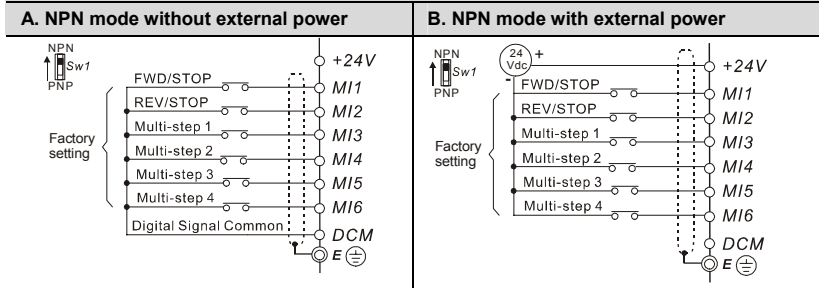 A. NPN mode without external power
NPN
Sw1
PNP
+24V
FWD/STOP
MI1
REV/STOP
MI2
Multi-step 1
MI3
Multi-step 2
MI4
Multi-step 3
MI5
Multi-step 4
MI6
Factory
setting
Digital Signal Common
DCM
E
B. NPN mode with external power
NPN
Sw1
PNP
24
Vdc
+
-
+24V
FWD/STOP
MI1
REV/STOP
MI2
Multi-step 1
MI3
Multi-step 2
MI4
Multi-step 3
MI5
Multi-step 4
MI6
Factory
setting
DCM
E